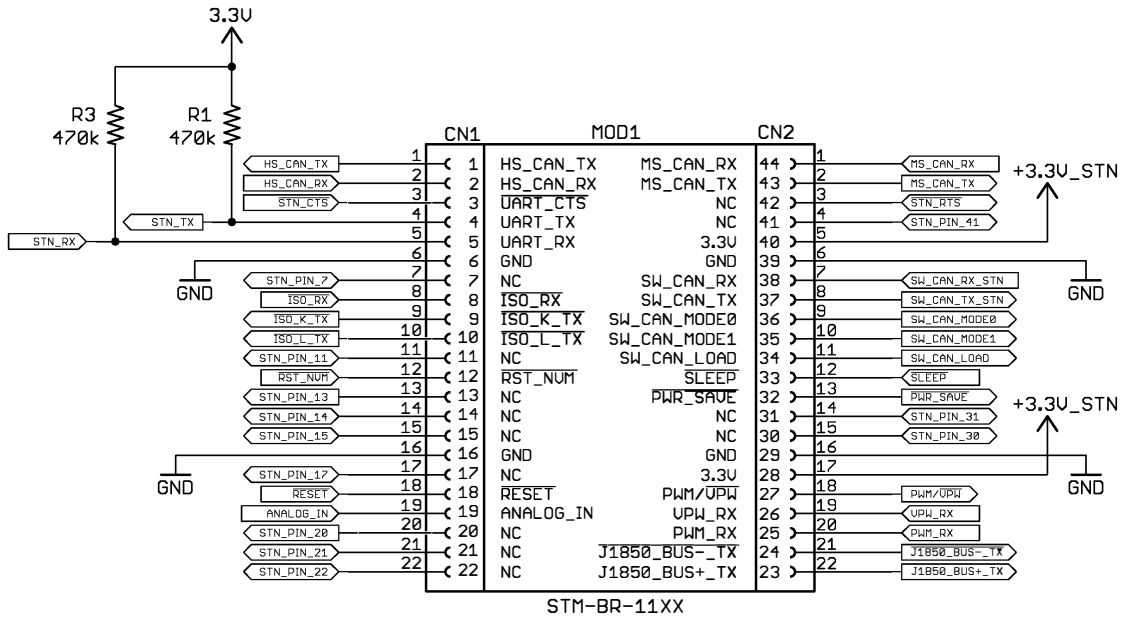 3.3V
R3
470k
R1
470k
CN1 MOD1 CN2
HS_CAN_TX 1 1 HS_CAN_TX MS_CAN_RX 44 1 MS_CAN_RX
+3.3V_STN
HS_CAN_RX 2 2 HS_CAN_RX MS_CAN_TX 43 2 MS_CAN_TX
STN_CTS 3 3 UART_CTS NC 42 3 STN_RTS
STN_TX 4 4 UART_TX NC 41 4 STN_PIN_41
STN_RX 5 5 UART_RX 3.3V 40 5
6 6 GND GND 39 6
GND GND
STN_PIN_7 7 7 NC SW_CAN_RX 38 7 SW_CAN_RX_STN
ISO_RX 8 8 ISO_RX SW_CAN_TX 37 8 SW_CAN_TX_STN
ISO_K_TX 9 9 ISO_K_TX SW_CAN_MODE0 36 9 SW_CAN_MODE0
ISO_L_TX 10 10 ISO_L_TX SW_CAN_MODE1 35 10 SW_CAN_MODE1
STN_PIN_11 11 11 NC SW_CAN_LOAD 34 11 SW_CAN_LOAD
RST_NVM 12 12 RST_NVM SLEEP 33 12 SLEEP
STN_PIN_13 13 13 NC PWR_SAVE 32 13 PWR_SAVE
+3.3V_STN
STN_PIN_14 14 14 NC NC 31 14 STN_PIN_31
STN_PIN_15 15 15 NC NC 30 15 STN_PIN_30
16 16 GND GND 29 16
STN_PIN_17 17 17 NC 3.3V 28 17
GND GND
RESET 18 18 RESET PWM/VPW 27 18 PWM/VPW
ANALOG_IN 19 19 ANALOG_IN VPW_RX 26 19 VPW_RX
STN_PIN_20 20 20 NC PWM_RX 25 20 PWM_RX
STN_PIN_21 21 21 NC J1850_BUS-_TX 24 21 J1850_BUS-_TX
STN_PIN_22 22 22 NC J1850_BUS+_TX 23 22 J1850_BUS+_TX
STM-BR-11XX